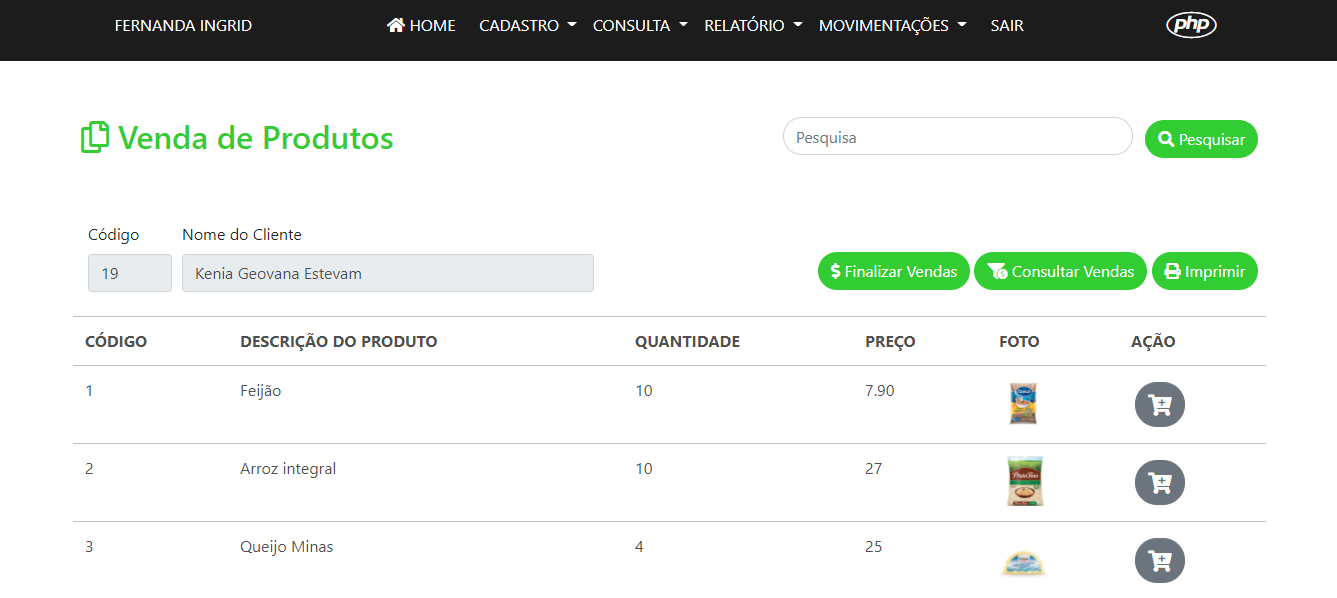 FERNANDA INGRID HOME CADASTRO CONSULTA RELATÓRIO MOVIMENTAÇÕES SAIR php
Venda de Produtos Pesquisa Pesquisar
Código Nome do Cliente
19 Kenia Geovana Estevam Finalizar Vendas Consultar Vendas Imprimir
CÓDIGO DESCRIÇÃO DO PRODUTO QUANTIDADE PREÇO FOTO AÇÃO
1 Feijão 10 7.90
2 Arroz integral 10 27
3 Queijo Minas 4 25